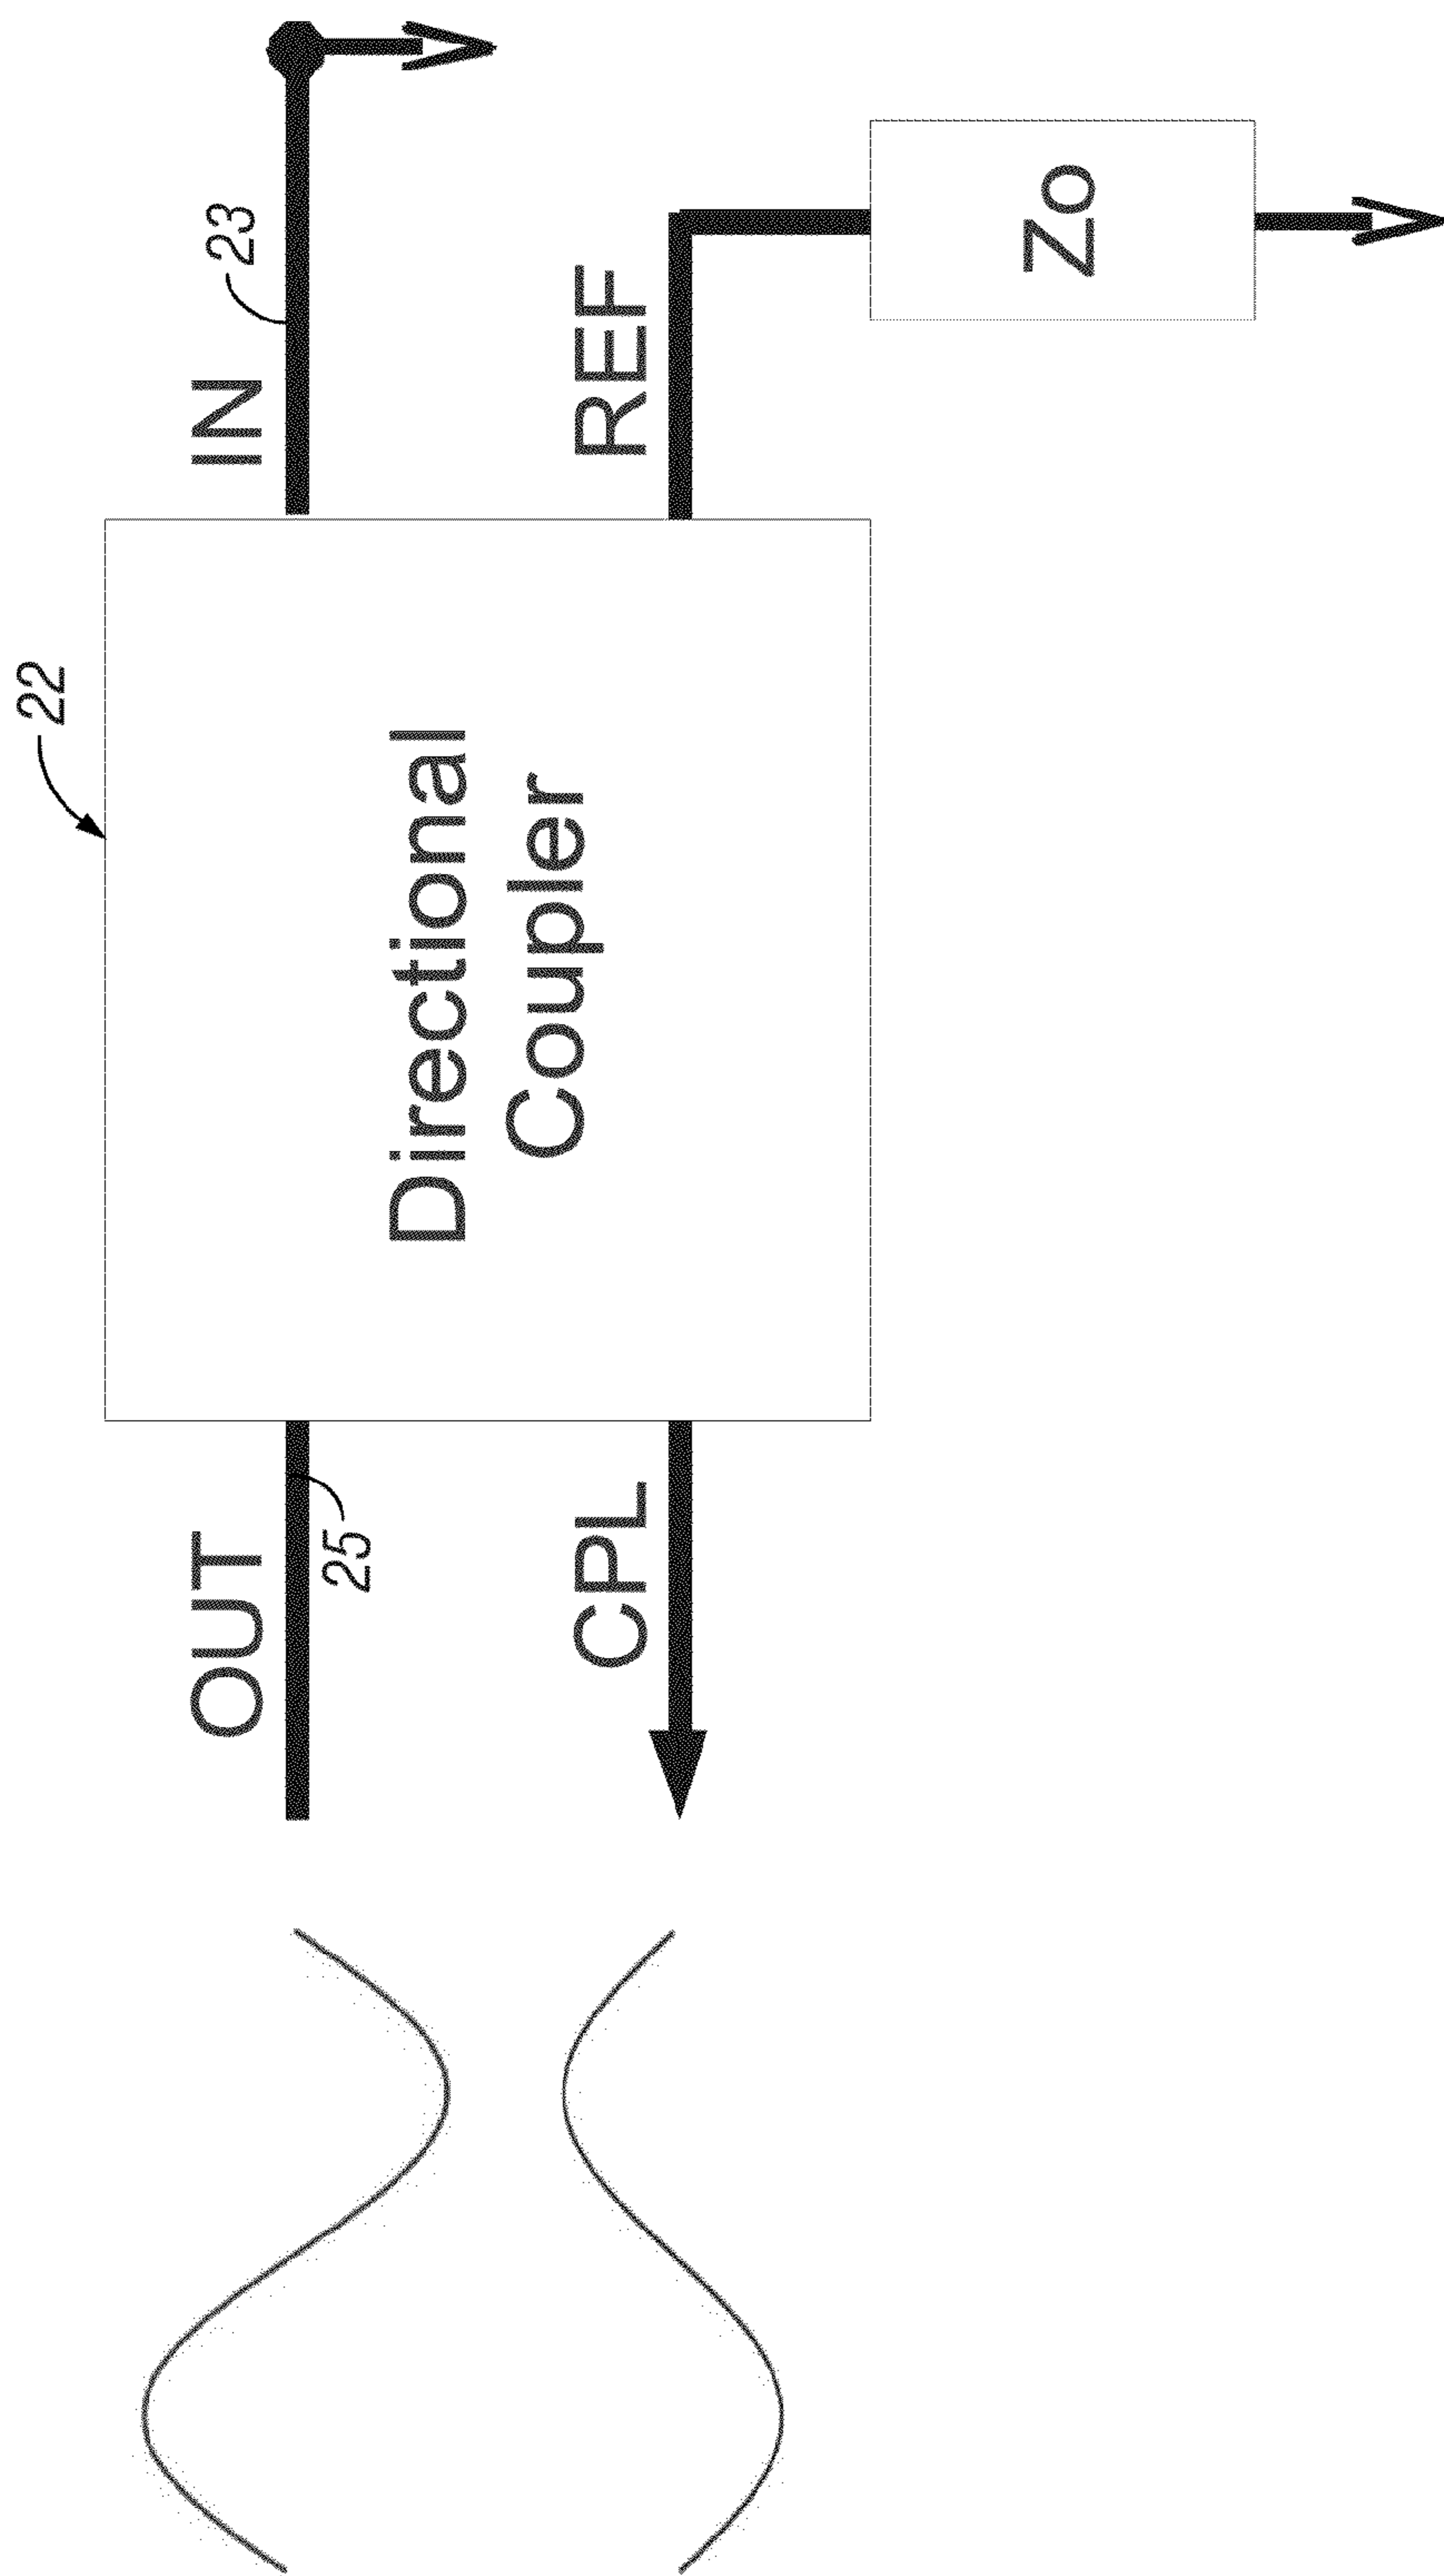 22
OUT
25
IN
23
Directional
Coupler
CPL
REF
Zo